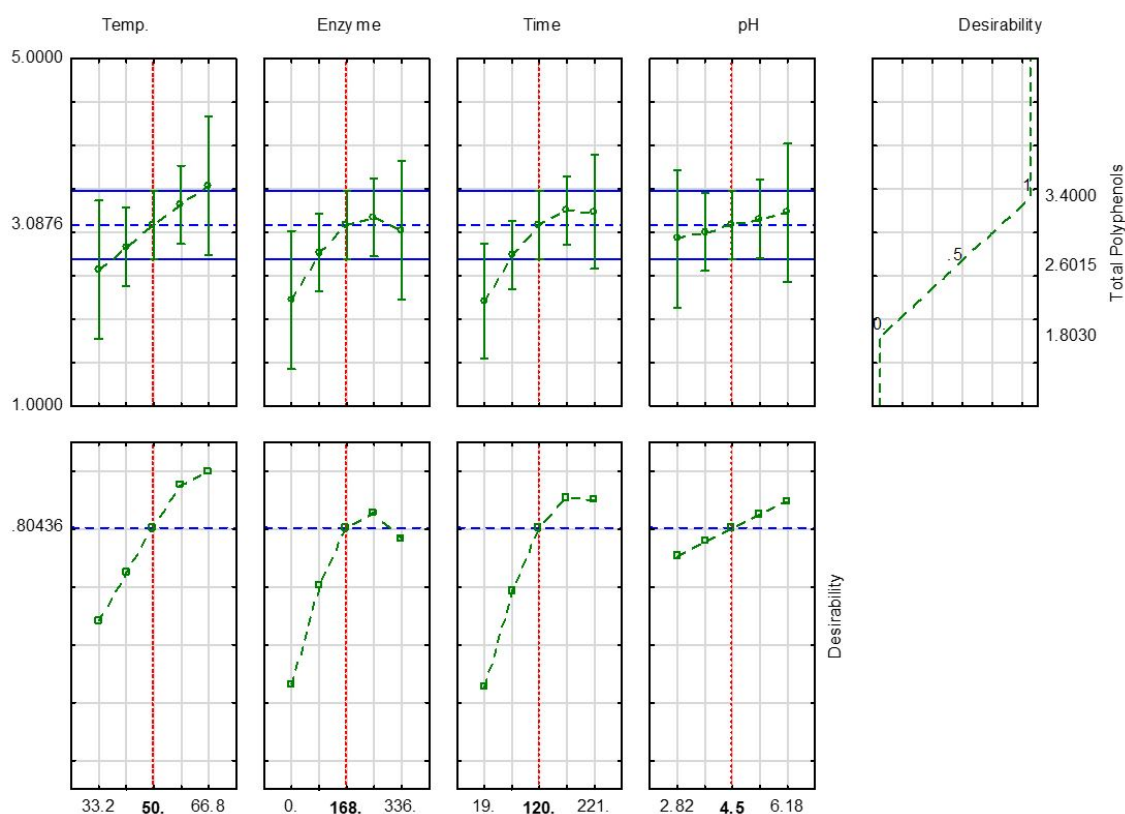 Temp. Enzyme Time pH Desirability
5.0000
1 3.4000
3.0876
.5 2.6015
0. 1.8030
1.0000
Total Polyphenols
.80436
Desirability
33.2 50. 66.8 0. 168. 336. 19. 120. 221. 2.82 4.5 6.18